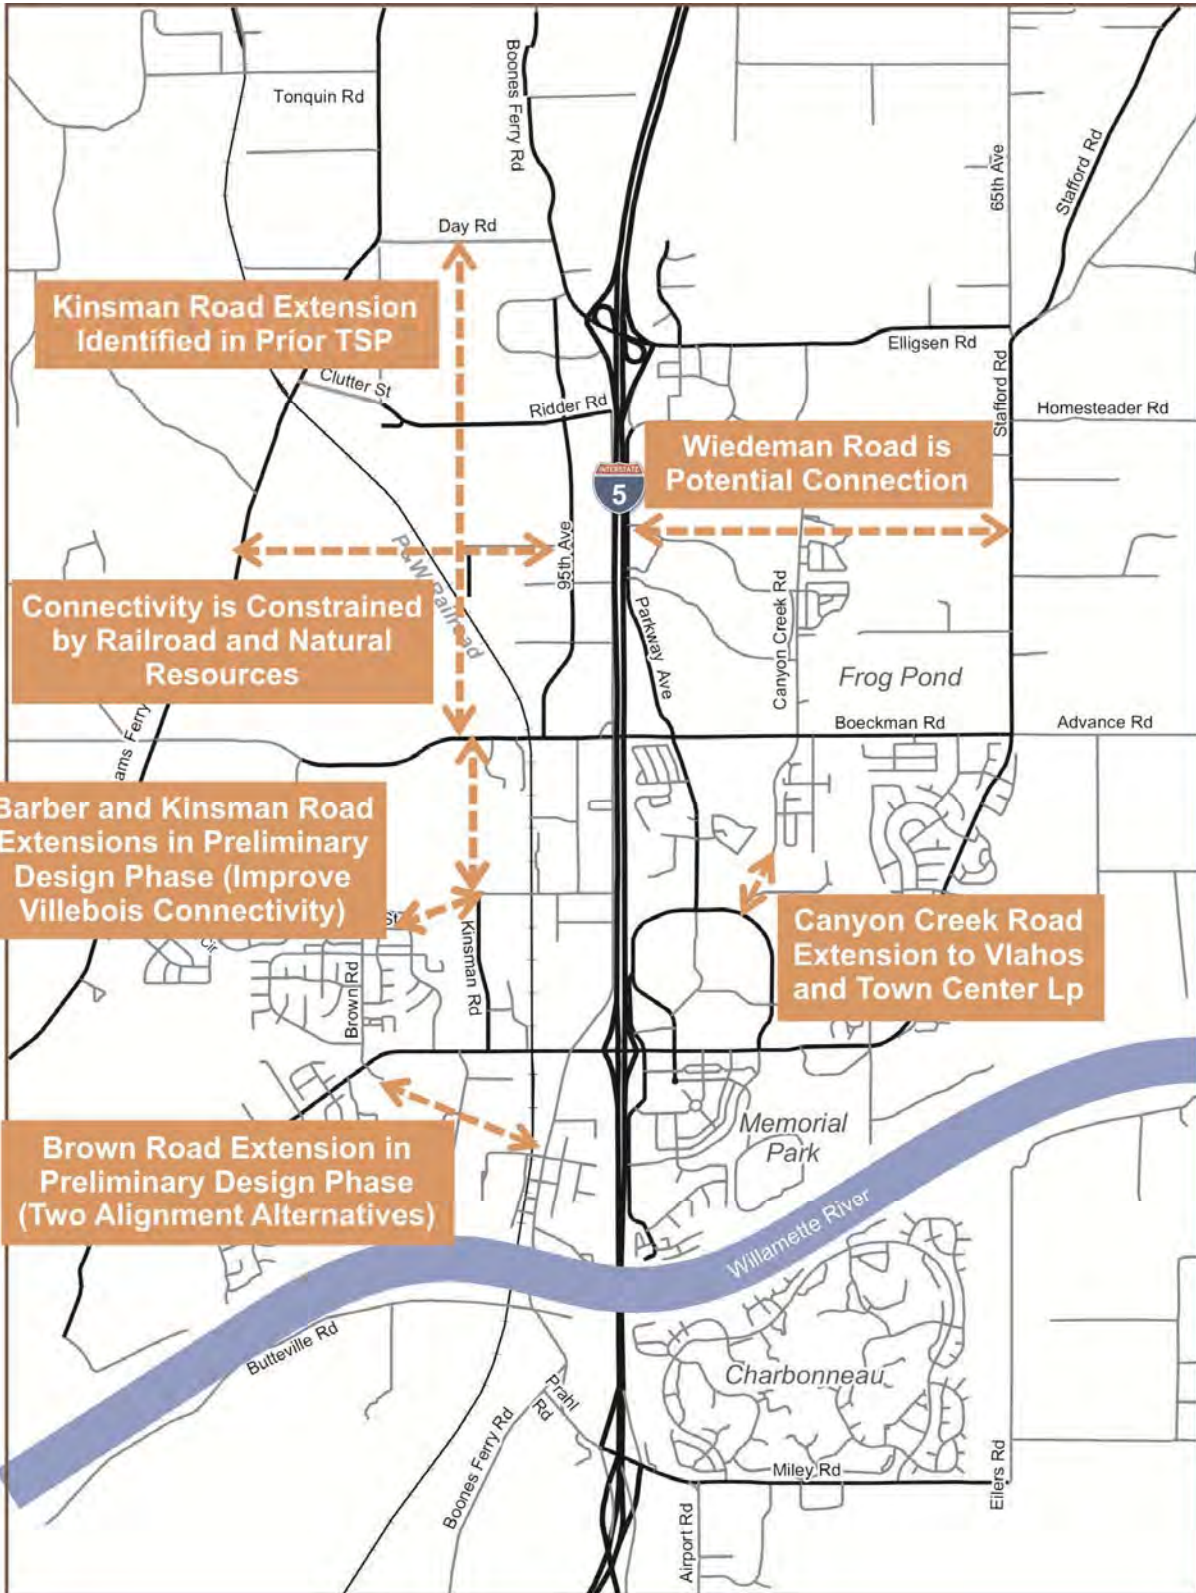 Tonquin Rd
Boones Ferry Rd
65th Ave
Stafford Rd
Day Rd
Kinsman Road Extension
Identified in Prior TSP
Elligsen Rd
Clutter St
Ridder Rd
Stafford Rd
Homesteader Rd
Wiedeman Road is
Potential Connection
INTERSTATE
5
P&W Railroad
95th Ave
Connectivity is Constrained
by Railroad and Natural
Resources
Parkway Ave
Canyon Creek Rd
Frog Pond
Boeckman Rd
Advance Rd
ams Ferry
Barber and Kinsman Road
Extensions in Preliminary
Design Phase (Improve
Villebois Connectivity)
St
Cir
Brown Rd
Kinsman Rd
Canyon Creek Road
Extension to Vlahos
and Town Center Lp
Brown Road Extension in
Preliminary Design Phase
(Two Alignment Alternatives)
Memorial
Park
Willamette River
Butteville Rd
Charbonneau
Prahl
Rd
Boones Ferry Rd
Miley Rd
Eilers Rd
Airport Rd